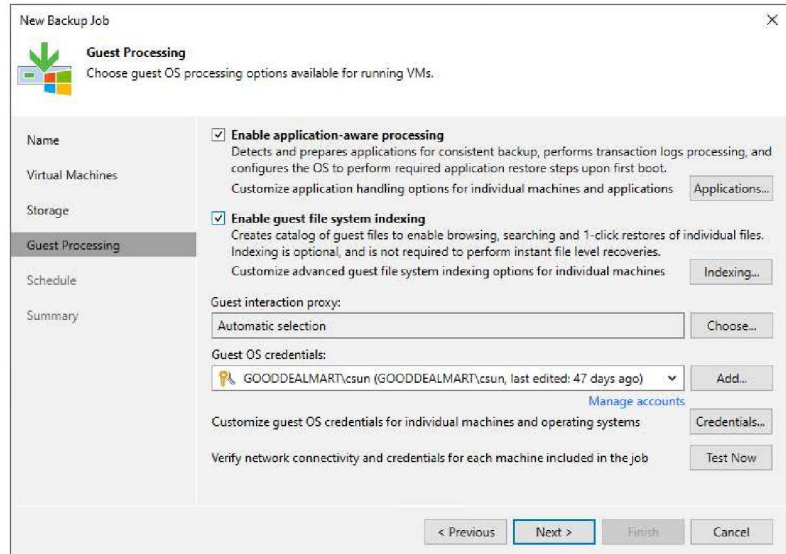 New Backup Job
Guest Processing
Choose guest OS processing options available for running VMs.
Name
Virtual Machines
Storage
Guest Processing
Schedule
Summary
Enable application-aware processing
Detects and prepares applications for consistent backup, performs transaction logs processing, and
configures the OS to perform required application restore steps upon first boot.
Customize application handling options for individual machines and applications
Applications...
Enable guest file system indexing
Creates catalog of guest files to enable browsing, searching and 1-click restores of individual files.
Indexing is optional, and is not required to perform instant file level recoveries.
Customize advanced guest file system indexing options for individual machines
Indexing...
Guest interaction proxy:
Automatic selection
Choose...
Guest OS credentials:
GOODDEALMART\csun (GOODDEALMART\csun, last edited: 47 days ago)
Add...
Manage accounts
Customize guest OS credentials for individual machines and operating systems
Credentials...
Verify network connectivity and credentials for each machine included in the job
Test Now
< Previous
Next >
Finish
Cancel